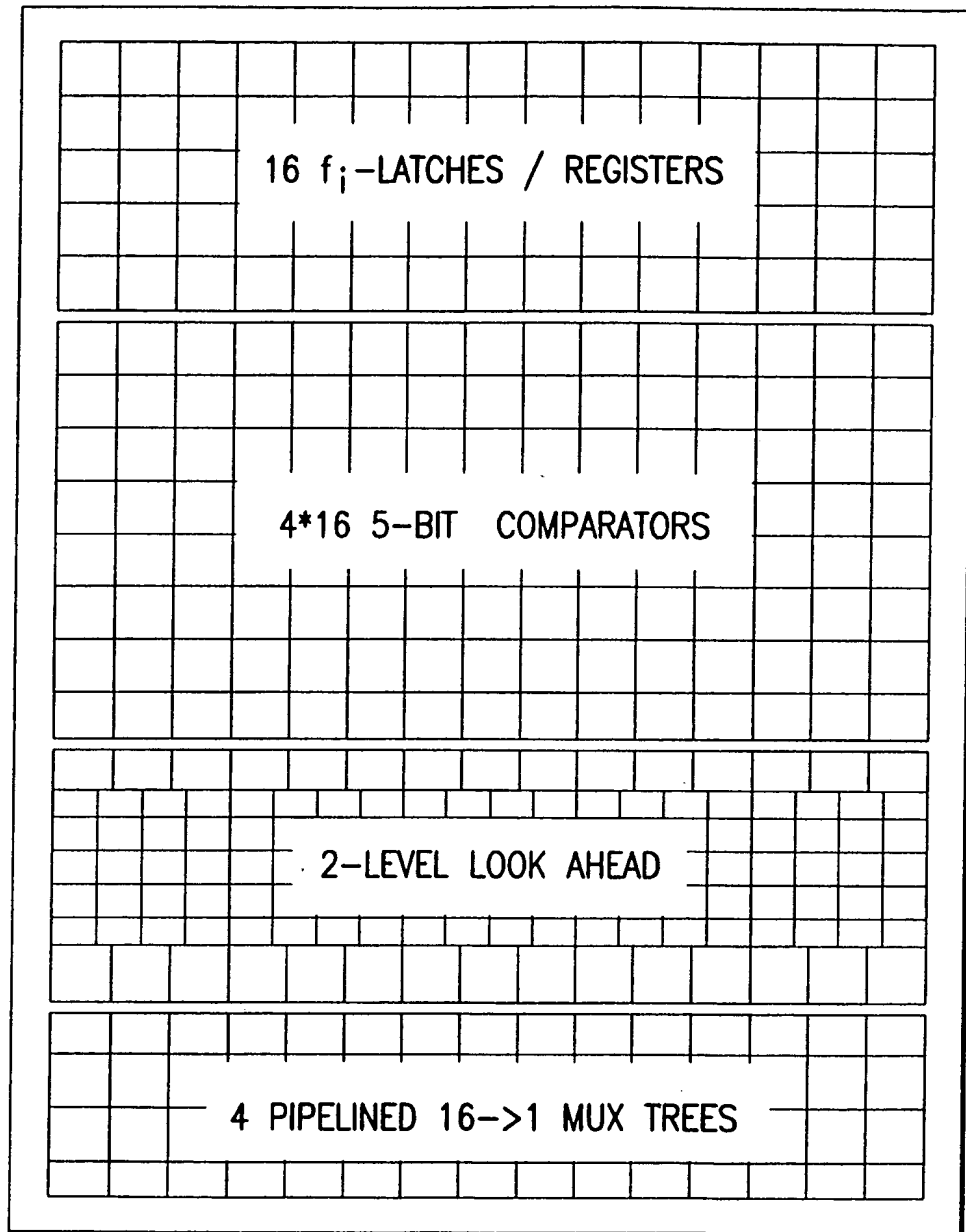 16 fi-LATCHES / REGISTERS
4*16 5-BIT COMPARATORS
2-LEVEL LOOK AHEAD
4 PIPELINED 16->1 MUX TREES